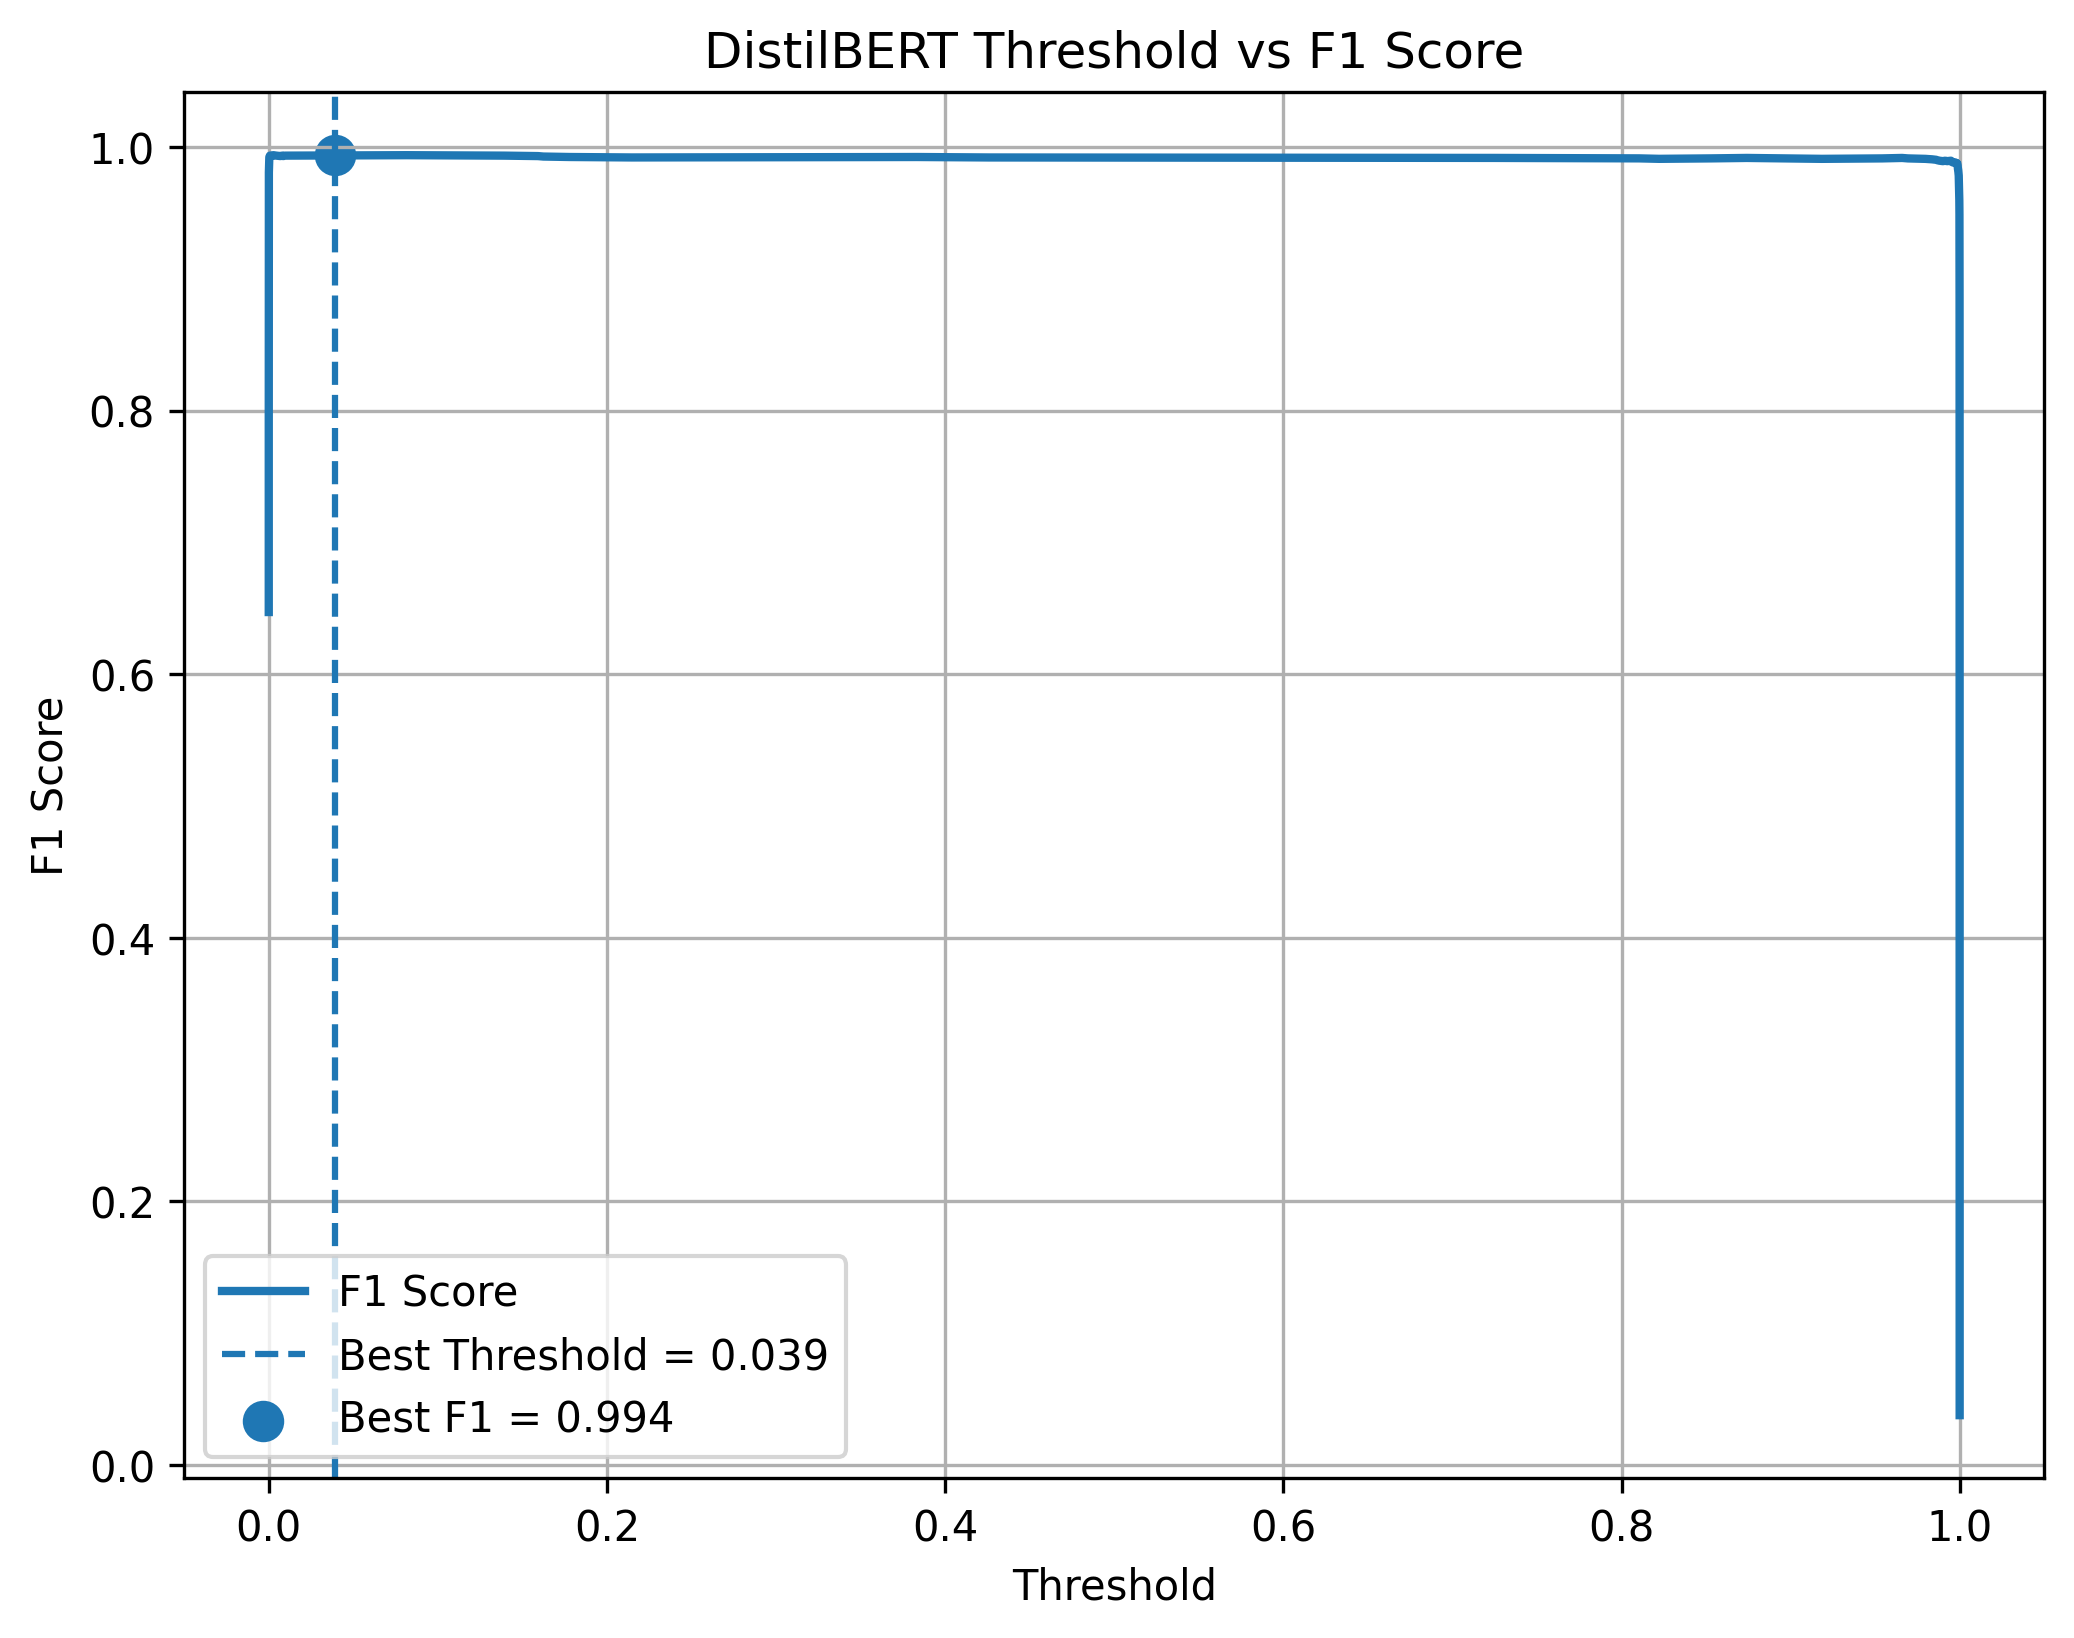 DistilBERT Threshold vs F1 Score
1.0
0.8
0.6
0.4
0.2
0.0
F1 Score
F1 Score
Best Threshold = 0.039
Best F1 = 0.994
0.0 0.2 0.4 0.6 0.8 1.0
Threshold